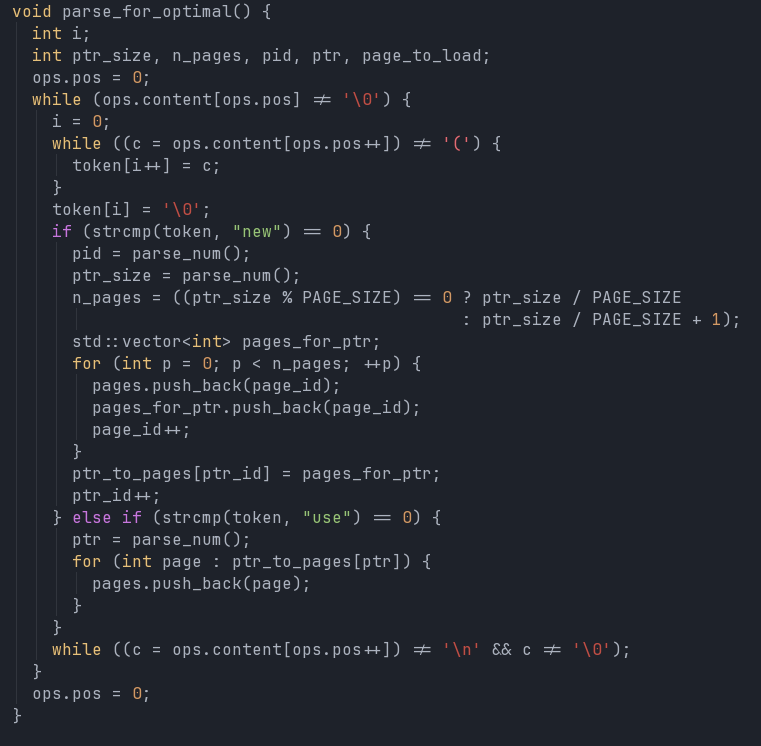 void parse_for_optimal() {
  int i;
  int ptr_size, n_pages, pid, ptr, page_to_load;
  ops.pos = 0;
  while (ops.content[ops.pos] != '\0') {
    i = 0;
    while ((c = ops.content[ops.pos++]) != '(') {
      token[i++] = c;
    }
    token[i] = '\0';
    if (strcmp(token, "new") == 0) {
      pid = parse_num();
      ptr_size = parse_num();
      n_pages = ((ptr_size % PAGE_SIZE) == 0 ? ptr_size / PAGE_SIZE
                                             : ptr_size / PAGE_SIZE + 1);
      std::vector<int> pages_for_ptr;
      for (int p = 0; p < n_pages; ++p) {
        pages.push_back(page_id);
        pages_for_ptr.push_back(page_id);
        page_id++;
      }
      ptr_to_pages[ptr_id] = pages_for_ptr;
      ptr_id++;
    } else if (strcmp(token, "use") == 0) {
      ptr = parse_num();
      for (int page : ptr_to_pages[ptr]) {
        pages.push_back(page);
      }
    }
    while ((c = ops.content[ops.pos++]) != '\n' && c != '\0');
  }
  ops.pos = 0;
}